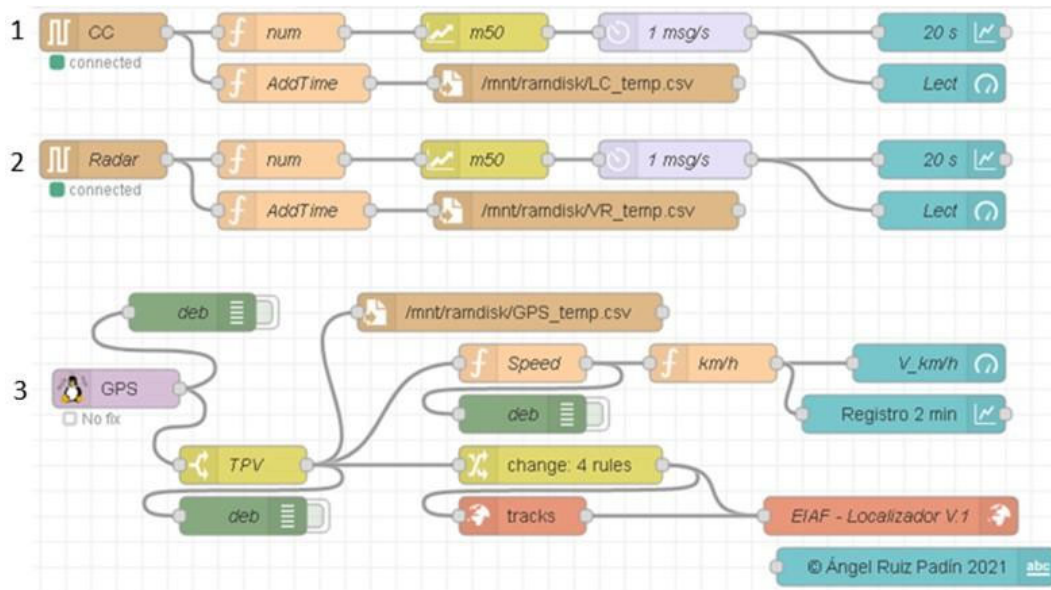 1 CC num m50 1 msg/s 20 s
connected
AddTime /mnt/ramdisk/LC_temp.csv Lect
2 Radar num m50 1 msg/s 20 s
connected
AddTime /mnt/ramdisk/VR_temp.csv Lect
deb /mnt/ramdisk/GPS_temp.csv
Speed km/h V_km/h
3 GPS
No fix
deb Registro 2 min
TPV change: 4 rules
deb tracks EIAF - Localizador V.1
© Ángel Ruiz Padín 2021 abc